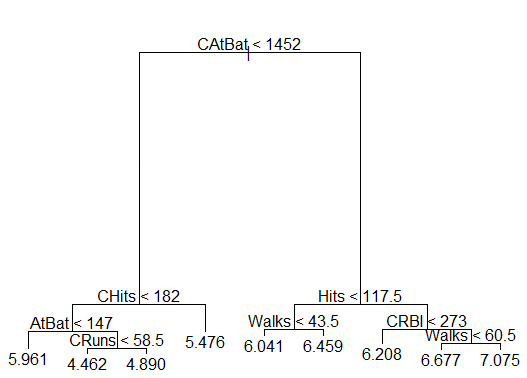 CAtBat < 1452
CHits < 182
Hits < 117.5
AtBat < 147
Walks < 43.5
CRBI < 273
CRuns < 58.5
Walks < 60.5
5.961
4.462
4.890
5.476
6.041
6.459
6.208
6.677
7.075